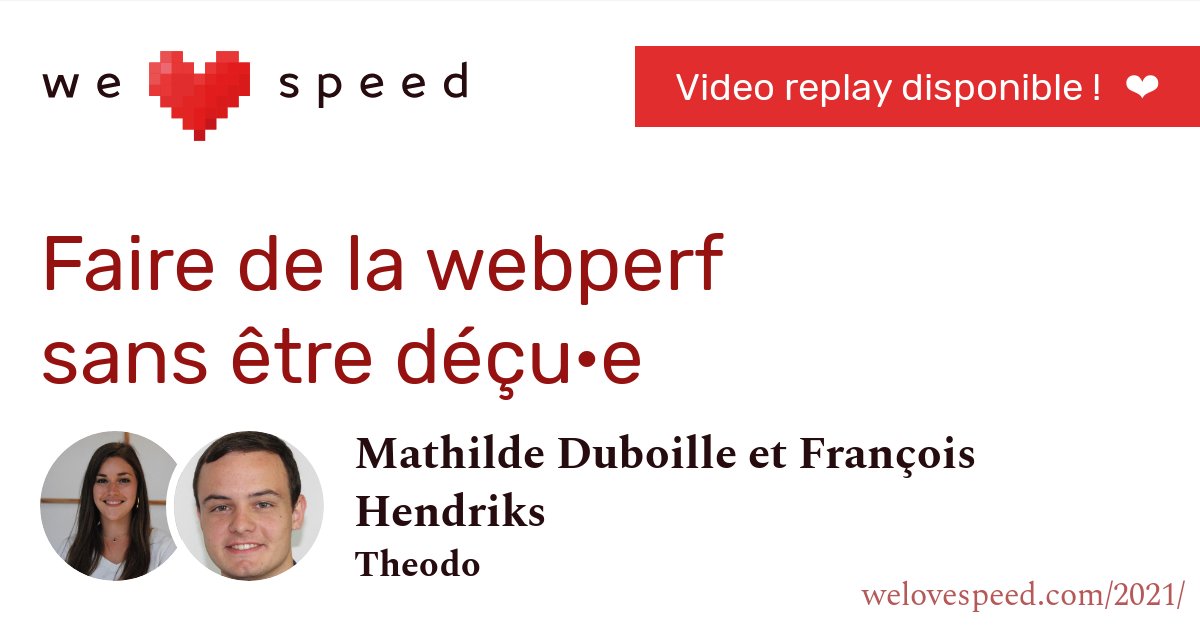 we speed
Video replay disponible ! ❤
Faire de la webperf
sans être déçu•e
Mathilde Duboille et François
Hendriks
Theodo
welovespeed.com/2021/